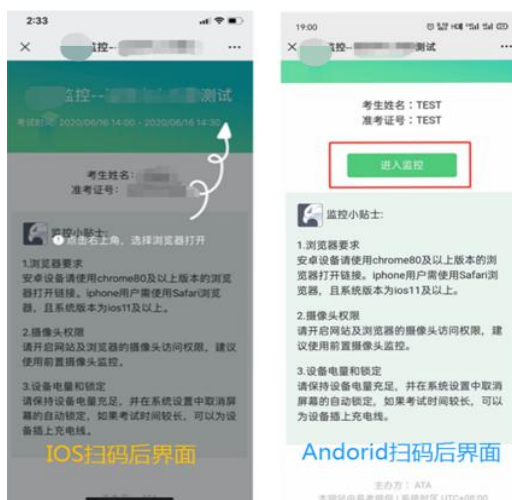 2:33
监控--
监控-- 测试
考试时间：2020/06/16 14:00 - 2020/06/16 14:30
考生姓名：
准考证号：
监控小贴士:
点击右上角，选择浏览器打开
1.浏览器要求
安卓设备请使用chrome80及以上版本的浏览
器打开链接。iphone用户需使用Safari浏览
器，且系统版本为ios11及以上。
2.摄像头权限
请开启网站及浏览器的摄像头访问权限，建议
使用前置摄像头监控。
3.设备电量和锁定
请保持设备电量充足，并在系统设置中取消屏
幕的自动锁定，如果考试时间较长，可以为设
备插上充电线。
IOS扫码后界面
19:00
监控-- 测试
考生姓名：TEST
准考证号：TEST
进入监控
监控小贴士:
1.浏览器要求
安卓设备请使用chrome80及以上版本的浏
览器打开链接。iphone用户需使用Safari浏
览器，且系统版本为ios11及以上。
2.摄像头权限
请开启网站及浏览器的摄像头访问权限，建
议使用前置摄像头监控。
3.设备电量和锁定
请保持设备电量充足，并在系统设置中取消
屏幕的自动锁定，如果考试时间较长，可以
为设备插上充电线。
Andorid扫码后界面
主办方： ATA